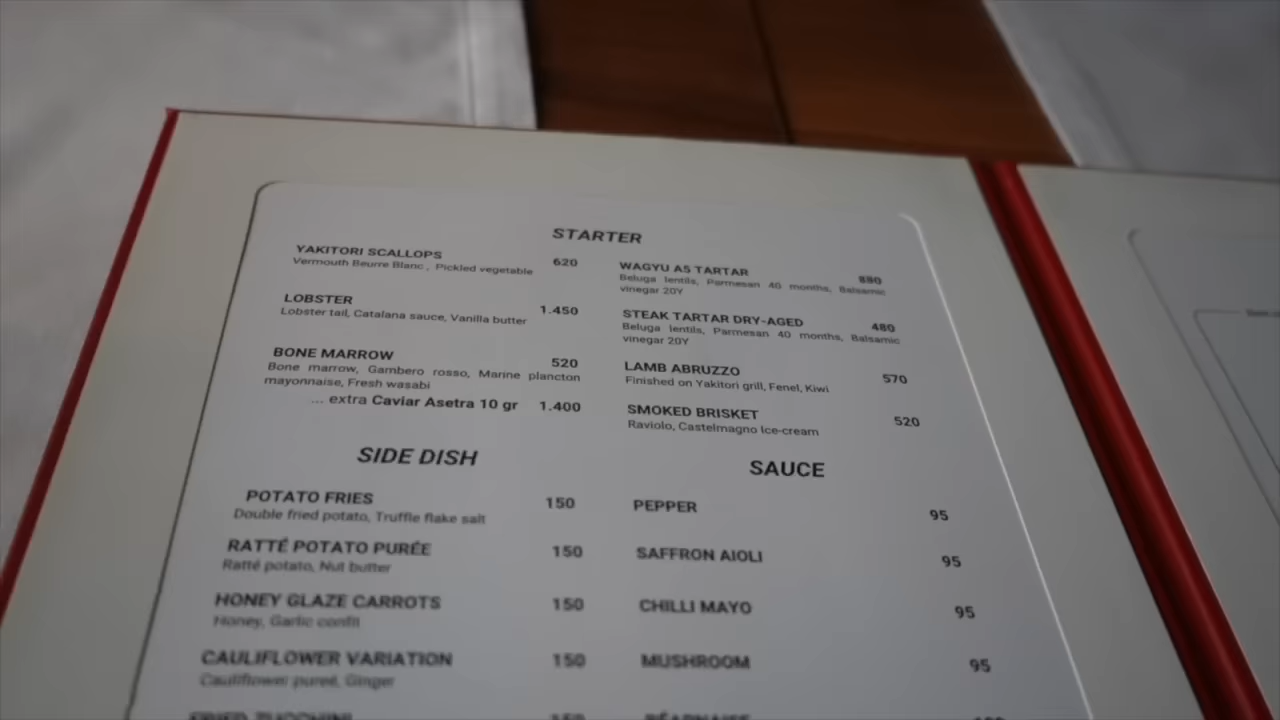 STARTER
YAKITORI SCALLOPS 620
Vermouth Beurre Blanc , Pickled vegetable
LOBSTER 1.450
Lobster tail, Catalana sauce, Vanilla butter
BONE MARROW 520
Bone marrow, Gambero rosso, Marine plancton
mayonnaise, Fresh wasabi
... extra Caviar Asetra 10 gr 1.400
WAGYU A5 TARTAR 880
Beluga lentils, Parmesan 40 months, Balsamic
vinegar 20Y
STEAK TARTAR DRY-AGED 480
Beluga lentils, Parmesan 40 months, Balsamic
vinegar 20Y
LAMB ABRUZZO 570
Finished on Yakitori grill, Fenel, Kiwi
SMOKED BRISKET 520
Raviolo, Castelmagno Ice-cream
SIDE DISH
POTATO FRIES 150
Double fried potato, Truffle flake salt
RATTÉ POTATO PURÉE 150
Ratté potato, Nut butter
HONEY GLAZE CARROTS 150
Honey, Garlic confit
CAULIFLOWER VARIATION 150
Cauliflower pureé, Ginger
FRIED ZUCCHINI 150
SAUCE
PEPPER 95
SAFFRON AIOLI 95
CHILLI MAYO 95
MUSHROOM 95
BÉARNAISE